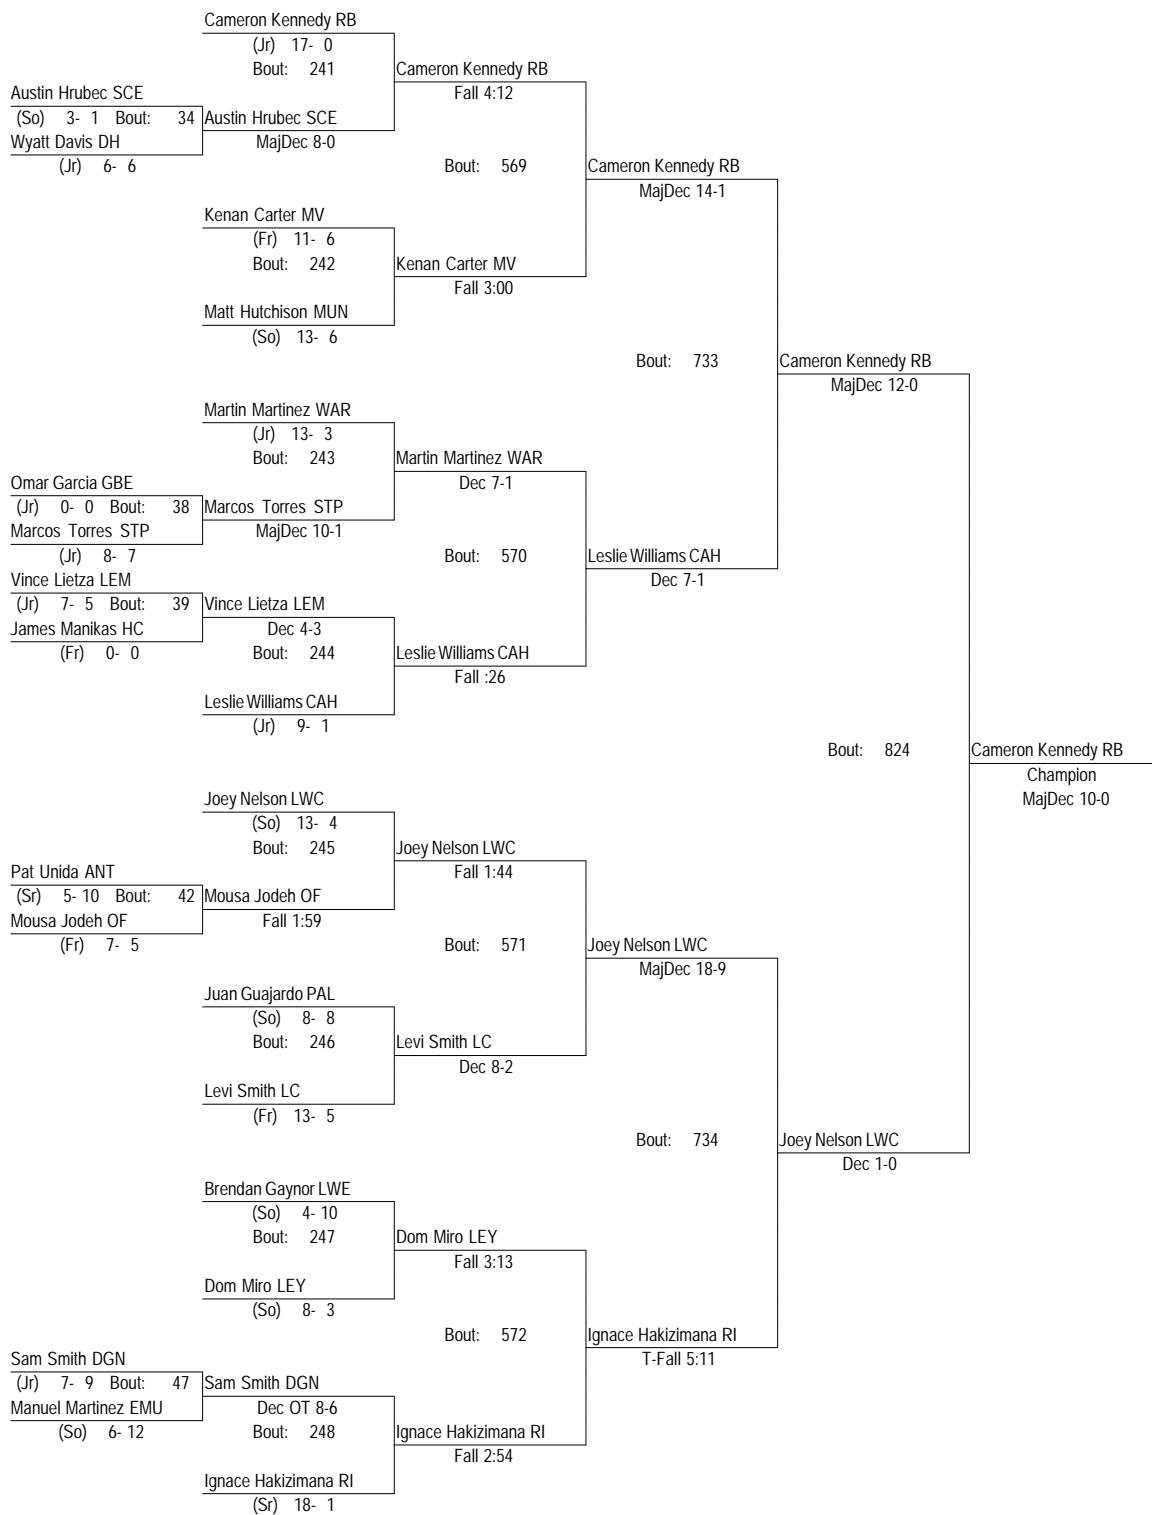 Cameron Kennedy RB
(Jr) 17- 0
Bout: 241
Cameron Kennedy RB
Fall 4:12
Austin Hrubec SCE
(So) 3- 1 Bout: 34
Austin Hrubec SCE
Wyatt Davis DH
MajDec 8-0
(Jr) 6- 6
Bout: 569
Cameron Kennedy RB
MajDec 14-1
Kenan Carter MV
(Fr) 11- 6
Bout: 242
Kenan Carter MV
Fall 3:00
Matt Hutchison MUN
(So) 13- 6
Bout: 733
Cameron Kennedy RB
MajDec 12-0
Martin Martinez WAR
(Jr) 13- 3
Bout: 243
Martin Martinez WAR
Dec 7-1
Omar Garcia GBE
(Jr) 0- 0 Bout: 38
Marcos Torres STP
Marcos Torres STP
MajDec 10-1
(Jr) 8- 7
Bout: 570
Leslie Williams CAH
Dec 7-1
Vince Lietza LEM
(Jr) 7- 5 Bout: 39
Vince Lietza LEM
James Manikas HC
Dec 4-3
(Fr) 0- 0
Bout: 244
Leslie Williams CAH
Fall :26
Leslie Williams CAH
(Jr) 9- 1
Bout: 824
Cameron Kennedy RB
Champion
MajDec 10-0
Joey Nelson LWC
(So) 13- 4
Bout: 245
Joey Nelson LWC
Fall 1:44
Pat Unida ANT
(Sr) 5- 10 Bout: 42
Mousa Jodeh OF
Mousa Jodeh OF
Fall 1:59
(Fr) 7- 5
Bout: 571
Joey Nelson LWC
MajDec 18-9
Juan Guajardo PAL
(So) 8- 8
Bout: 246
Levi Smith LC
Dec 8-2
Levi Smith LC
(Fr) 13- 5
Bout: 734
Joey Nelson LWC
Dec 1-0
Brendan Gaynor LWE
(So) 4- 10
Bout: 247
Dom Miro LEY
Fall 3:13
Dom Miro LEY
(So) 8- 3
Bout: 572
Ignace Hakizimana RI
T-Fall 5:11
Sam Smith DGN
(Jr) 7- 9 Bout: 47
Sam Smith DGN
Manuel Martinez EMU
Dec OT 8-6
(So) 6- 12
Bout: 248
Ignace Hakizimana RI
Fall 2:54
Ignace Hakizimana RI
(Sr) 18- 1